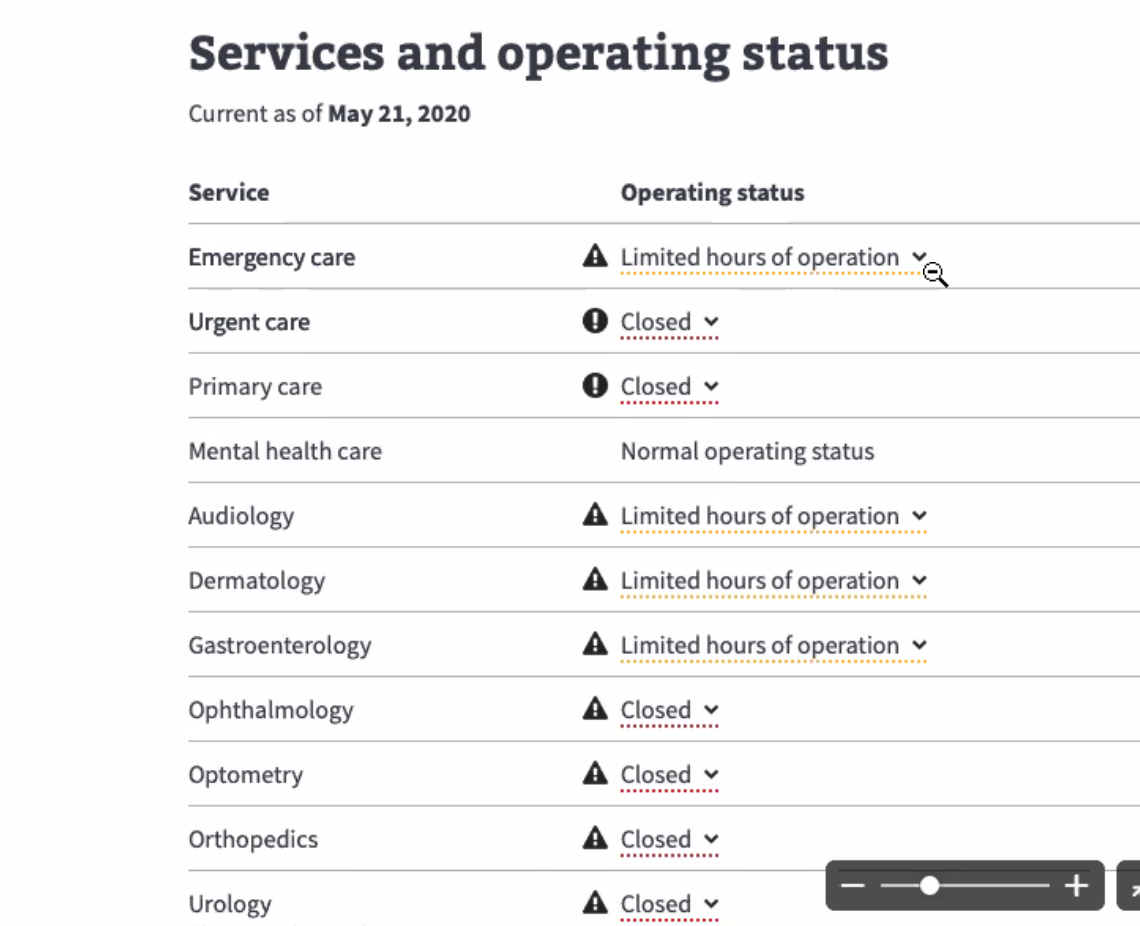 Services and operating status
Current as of May 21, 2020
Service Operating status
Emergency care Limited hours of operation
Urgent care Closed
Primary care Closed
Mental health care Normal operating status
Audiology Limited hours of operation
Dermatology Limited hours of operation
Gastroenterology Limited hours of operation
Ophthalmology Closed
Optometry Closed
Orthopedics Closed
Urology Closed